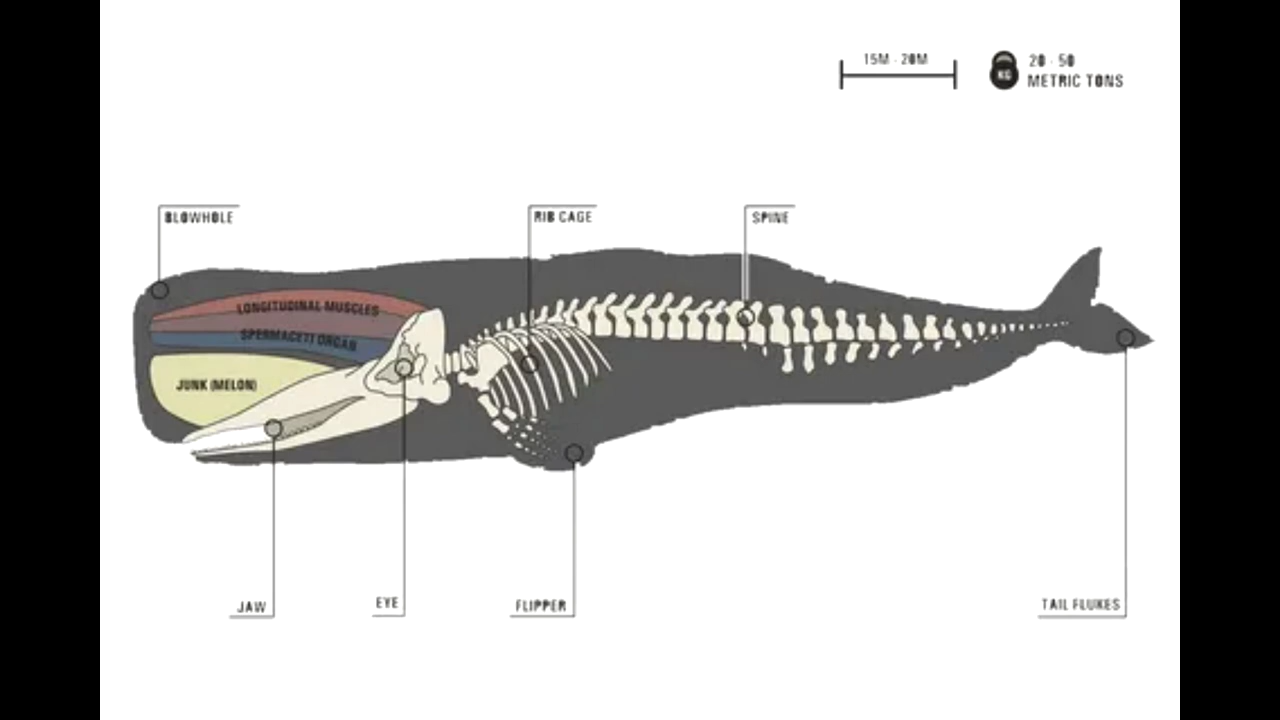 15M - 20M
20 - 50
METRIC TONS
KG
BLOWHOLE
RIB CAGE
SPINE
LONGITUDINAL MUSCLES
SPERMACETI ORGAN
JUNK (MELON)
JAW
EYE
FLIPPER
TAIL FLUKES